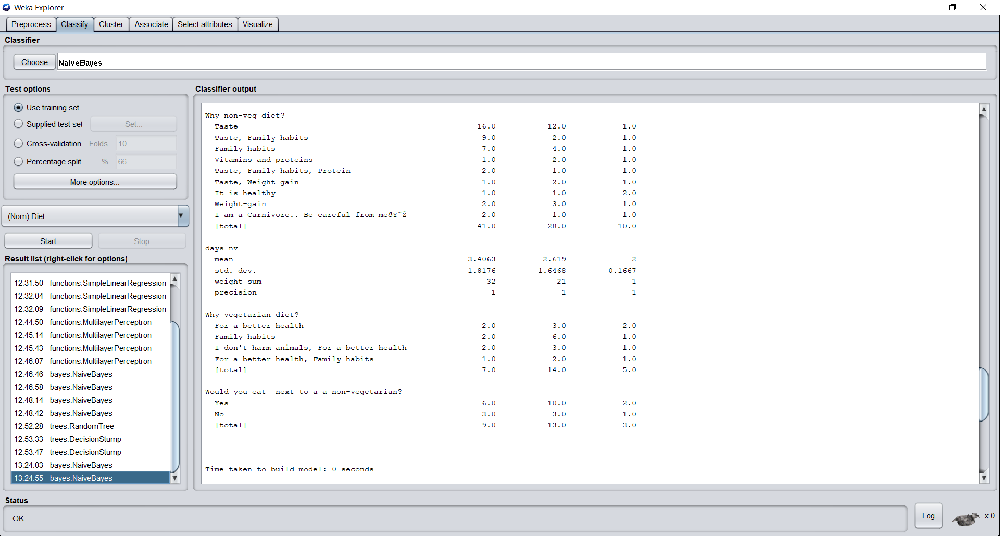 Weka Explorer
Preprocess Classify Cluster Associate Select attributes Visualize
Classifier
Choose NaiveBayes
Test options
Use training set
Supplied test set Set...
Cross-validation Folds 10
Percentage split % 66
More options...
(Nom) Diet
Start Stop
Result list (right-click for options)
12:31:50 - functions.SimpleLinearRegression
12:32:04 - functions.SimpleLinearRegression
12:32:09 - functions.SimpleLinearRegression
12:44:50 - functions.MultilayerPerceptron
12:45:14 - functions.MultilayerPerceptron
12:45:43 - functions.MultilayerPerceptron
12:46:07 - functions.MultilayerPerceptron
12:46:46 - bayes.NaiveBayes
12:46:58 - bayes.NaiveBayes
12:48:14 - bayes.NaiveBayes
12:48:42 - bayes.NaiveBayes
12:52:28 - trees.RandomTree
12:53:33 - trees.DecisionStump
12:53:47 - trees.DecisionStump
13:24:03 - bayes.NaiveBayes
13:24:55 - bayes.NaiveBayes
Classifier output
Why non-veg diet?
Taste 16.0 12.0 1.0
Taste, Family habits 9.0 2.0 1.0
Family habits 7.0 4.0 1.0
Vitamins and proteins 1.0 2.0 1.0
Taste, Family habits, Protein 2.0 1.0 1.0
Taste, Weight-gain 1.0 2.0 1.0
It is healthy 1.0 1.0 2.0
Weight-gain 2.0 3.0 1.0
I am a Carnivore.. Be careful from meðŸ˜Ž 2.0 1.0 1.0
[total] 41.0 28.0 10.0
days-nv
mean 3.4063 2.619 2
std. dev. 1.8176 1.6468 0.1667
weight sum 32 21 1
precision 1 1 1
Why vegetarian diet?
For a better health 2.0 3.0 2.0
Family habits 2.0 6.0 1.0
I don't harm animals, For a better health 2.0 3.0 1.0
For a better health, Family habits 1.0 2.0 1.0
[total] 7.0 14.0 5.0
Would you eat  next to a a non-vegetarian?
Yes 6.0 10.0 2.0
No 3.0 3.0 1.0
[total] 9.0 13.0 3.0
Time taken to build model: 0 seconds
Status
OK
Log x 0